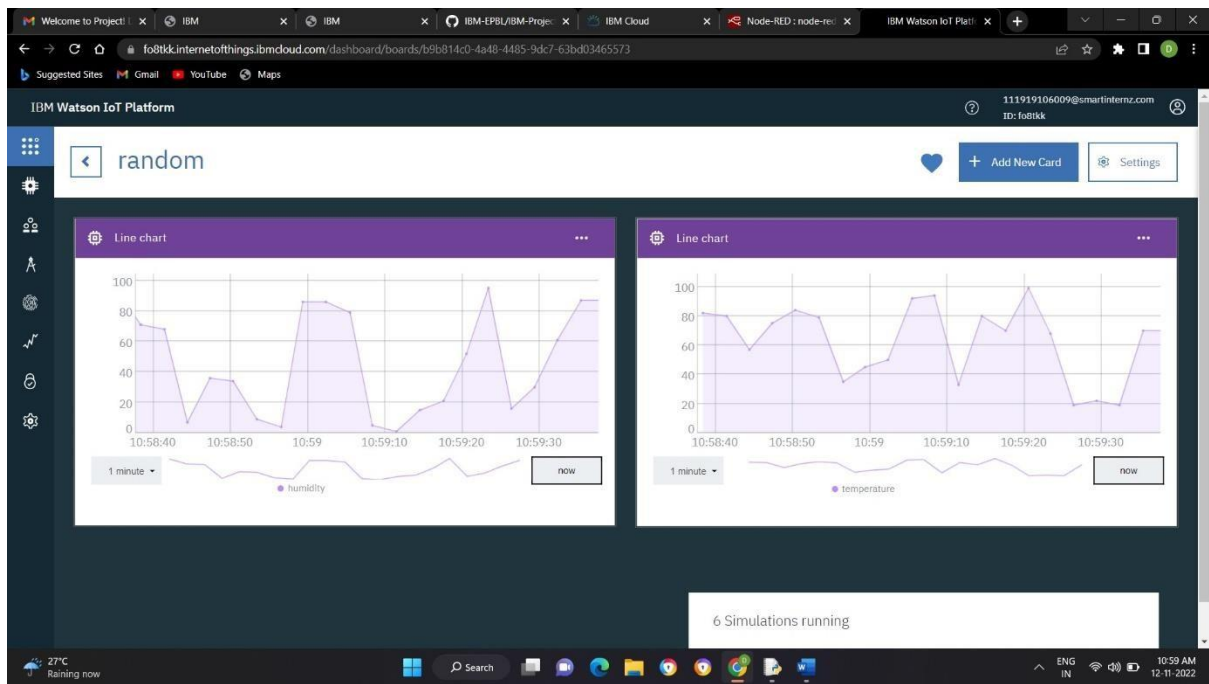 Welcome to Project! I
IBM
IBM
IBM-EPBL/IBM-Projec
IBM Cloud
Node-RED : node-red
IBM Watson IoT Platf
fo8tkk.internetofthings.ibmcloud.com/dashboard/boards/b9b814c0-4a48-4485-9dc7-63bd03465573
Suggested Sites
Gmail
YouTube
Maps
IBM Watson IoT Platform
111919106009@smartinternz.com
ID: fo8tkk
random
Add New Card
Settings
Line chart
100
80
60
40
20
0
10:58:40 10:58:50 10:59 10:59:10 10:59:20 10:59:30
1 minute
now
humidity
Line chart
100
80
60
40
20
0
10:58:40 10:58:50 10:59 10:59:10 10:59:20 10:59:30
1 minute
now
temperature
6 Simulations running
27°C
Raining now
Search
ENG
IN
10:59 AM
12-11-2022